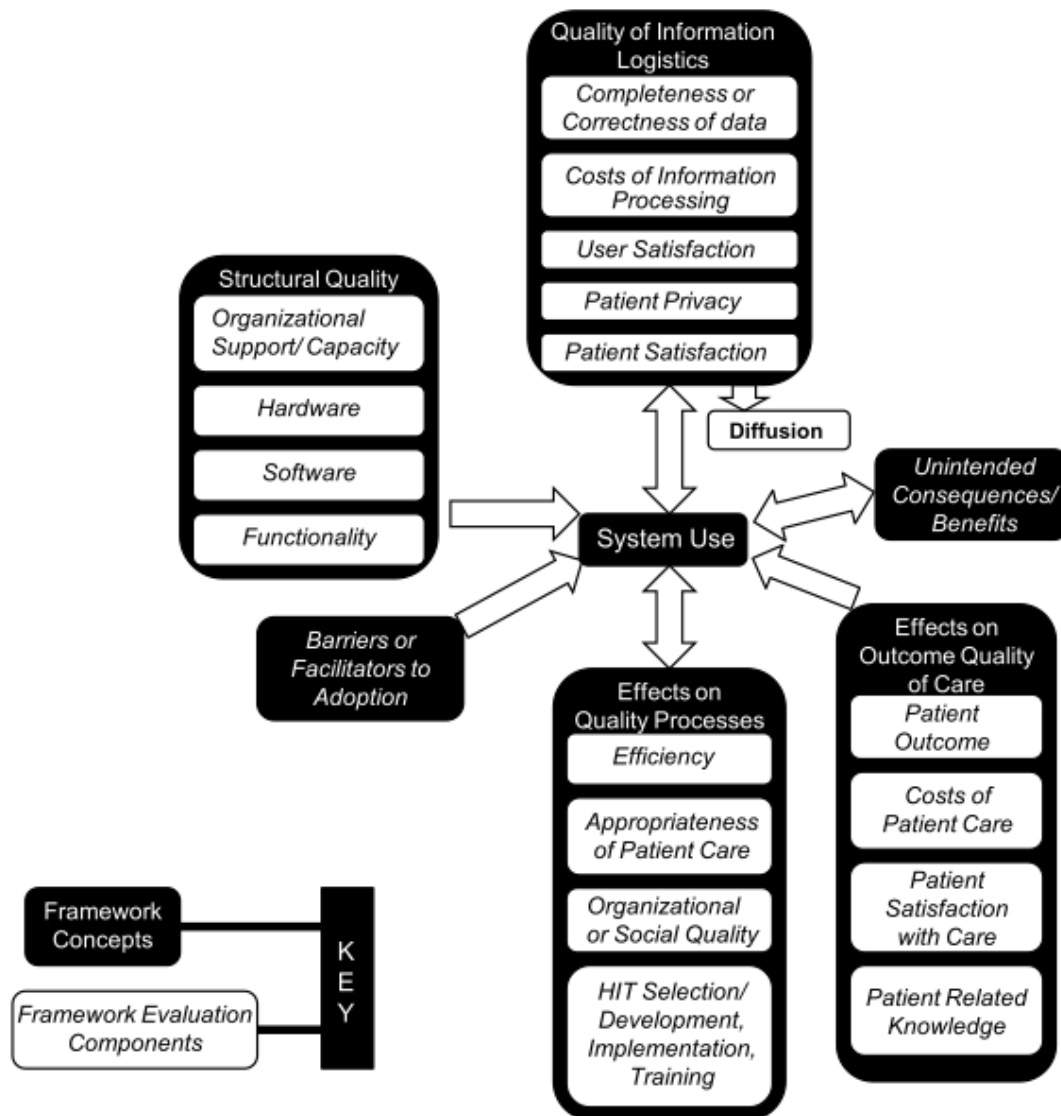 Quality of Information
Logistics
Completeness or
Correctness of data
Costs of Information
Processing
User Satisfaction
Patient Privacy
Patient Satisfaction
Diffusion
Structural Quality
Organizational
Support/ Capacity
Hardware
Software
Functionality
System Use
Unintended
Consequences/
Benefits
Barriers or
Facilitators to
Adoption
Effects on
Quality Processes
Efficiency
Appropriateness
of Patient Care
Organizational
or Social Quality
HIT Selection/
Development,
Implementation,
Training
Effects on
Outcome Quality
of Care
Patient
Outcome
Costs of
Patient Care
Patient
Satisfaction
with Care
Patient Related
Knowledge
Framework
Concepts
Framework Evaluation
Components
K
E
Y